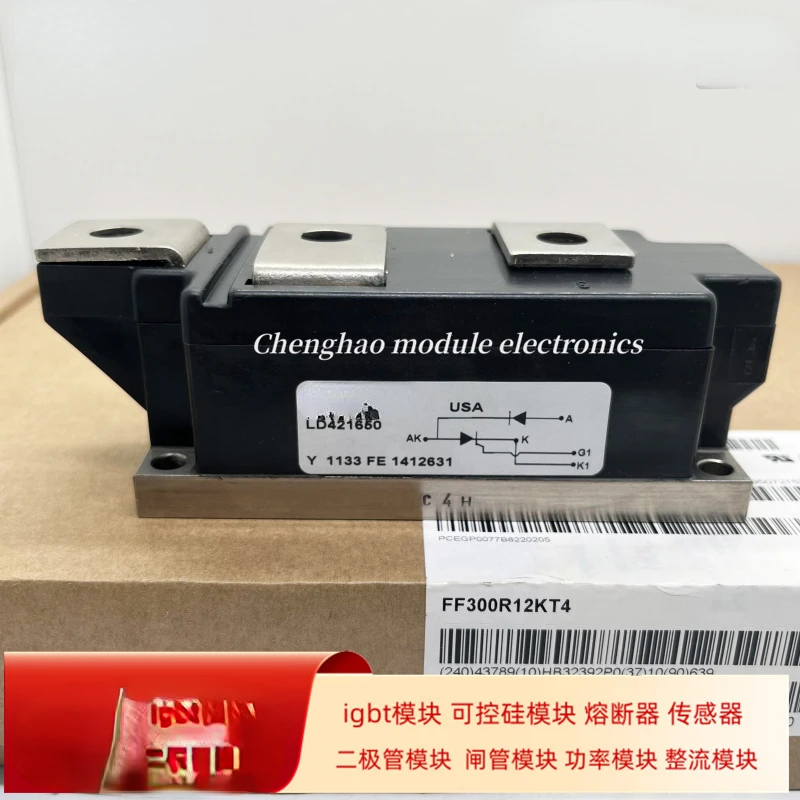 Chenghao module electronics
LD421650
USA
A
AK
K
G1
K1
Y 1133 FE 1412631
C 4 H
PCEGP0077B8220205
FF300R12KT4
(240)43789(10)HB32392P0(37)10(90)639
igbt模块 可控硅模块 熔断器 传感器
二极管模块 闸管模块 功率模块 整流模块